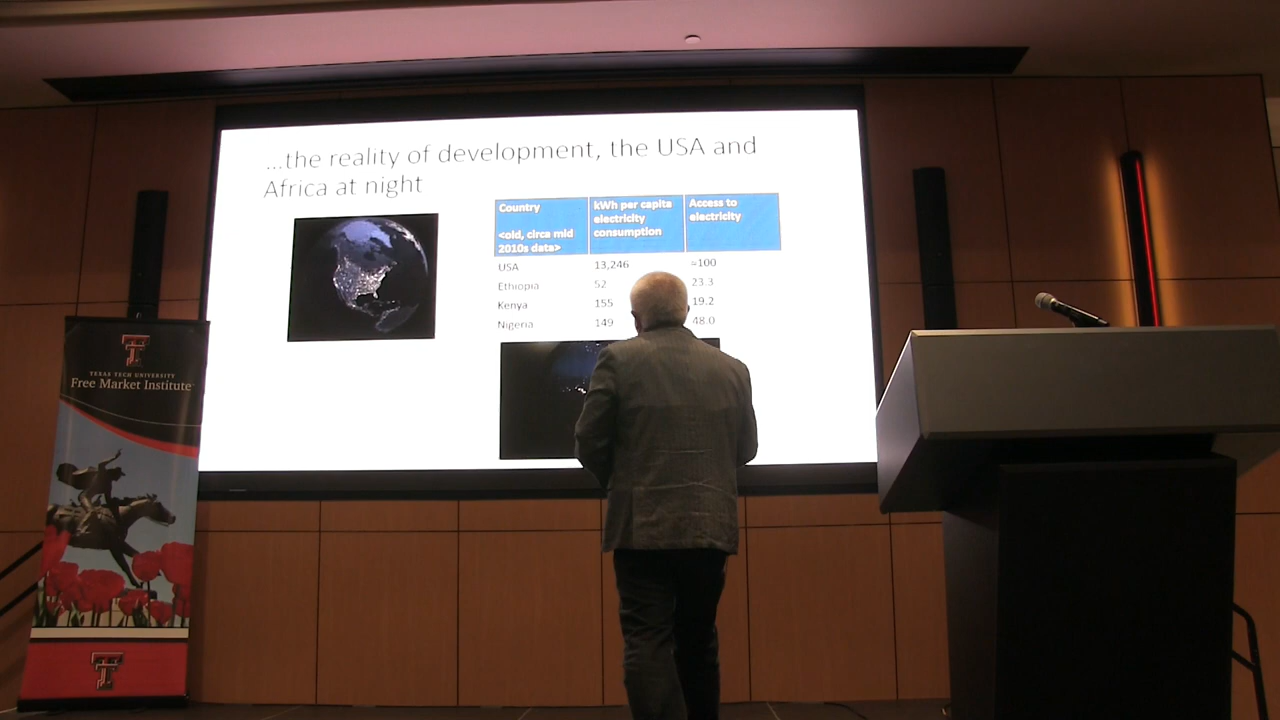 ...the reality of development, the USA and
Africa at night
Country
<old, circa mid
2010s data>
kWh per capita
electricity
consumption
Access to
electricity
USA 13,246 ≈100
Ethiopia 52 23.3
Kenya 155 19.2
Nigeria 149 48.0
TEXAS TECH UNIVERSITY
Free Market Institute